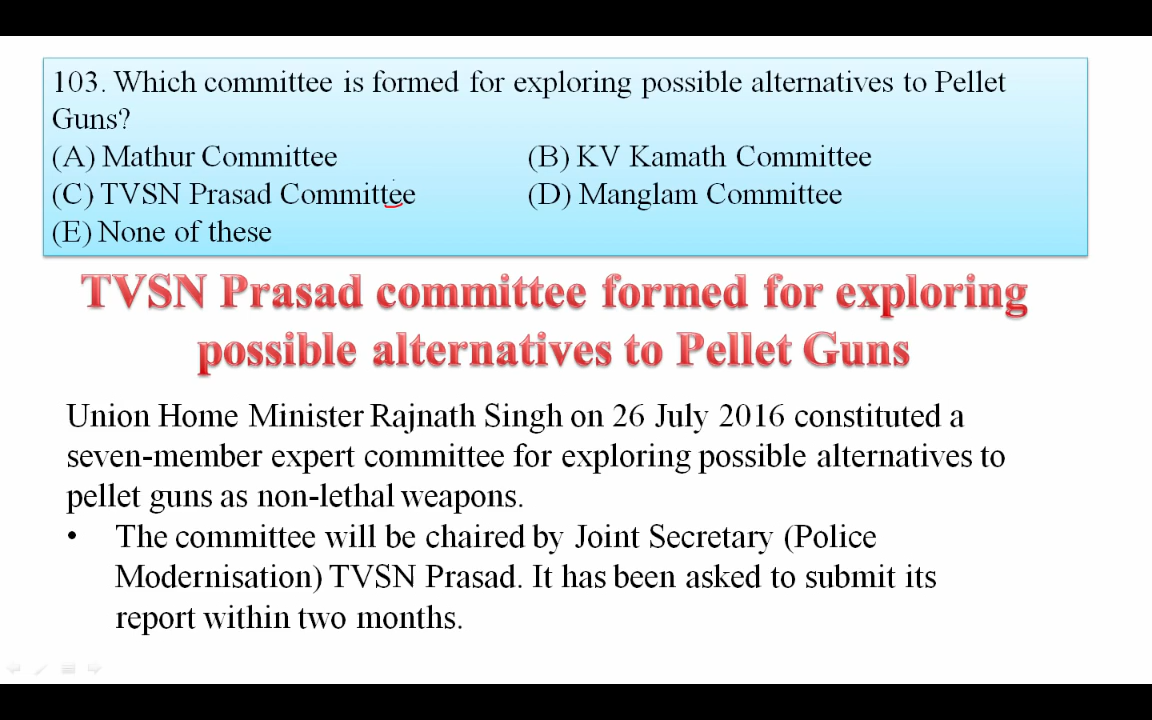 103. Which committee is formed for exploring possible alternatives to Pellet
Guns?
(A) Mathur Committee (B) KV Kamath Committee
(C) TVSN Prasad Committee (D) Manglam Committee
(E) None of these
TVSN Prasad committee formed for exploring
possible alternatives to Pellet Guns
Union Home Minister Rajnath Singh on 26 July 2016 constituted a
seven-member expert committee for exploring possible alternatives to
pellet guns as non-lethal weapons.
• The committee will be chaired by Joint Secretary (Police
Modernisation) TVSN Prasad. It has been asked to submit its
report within two months.